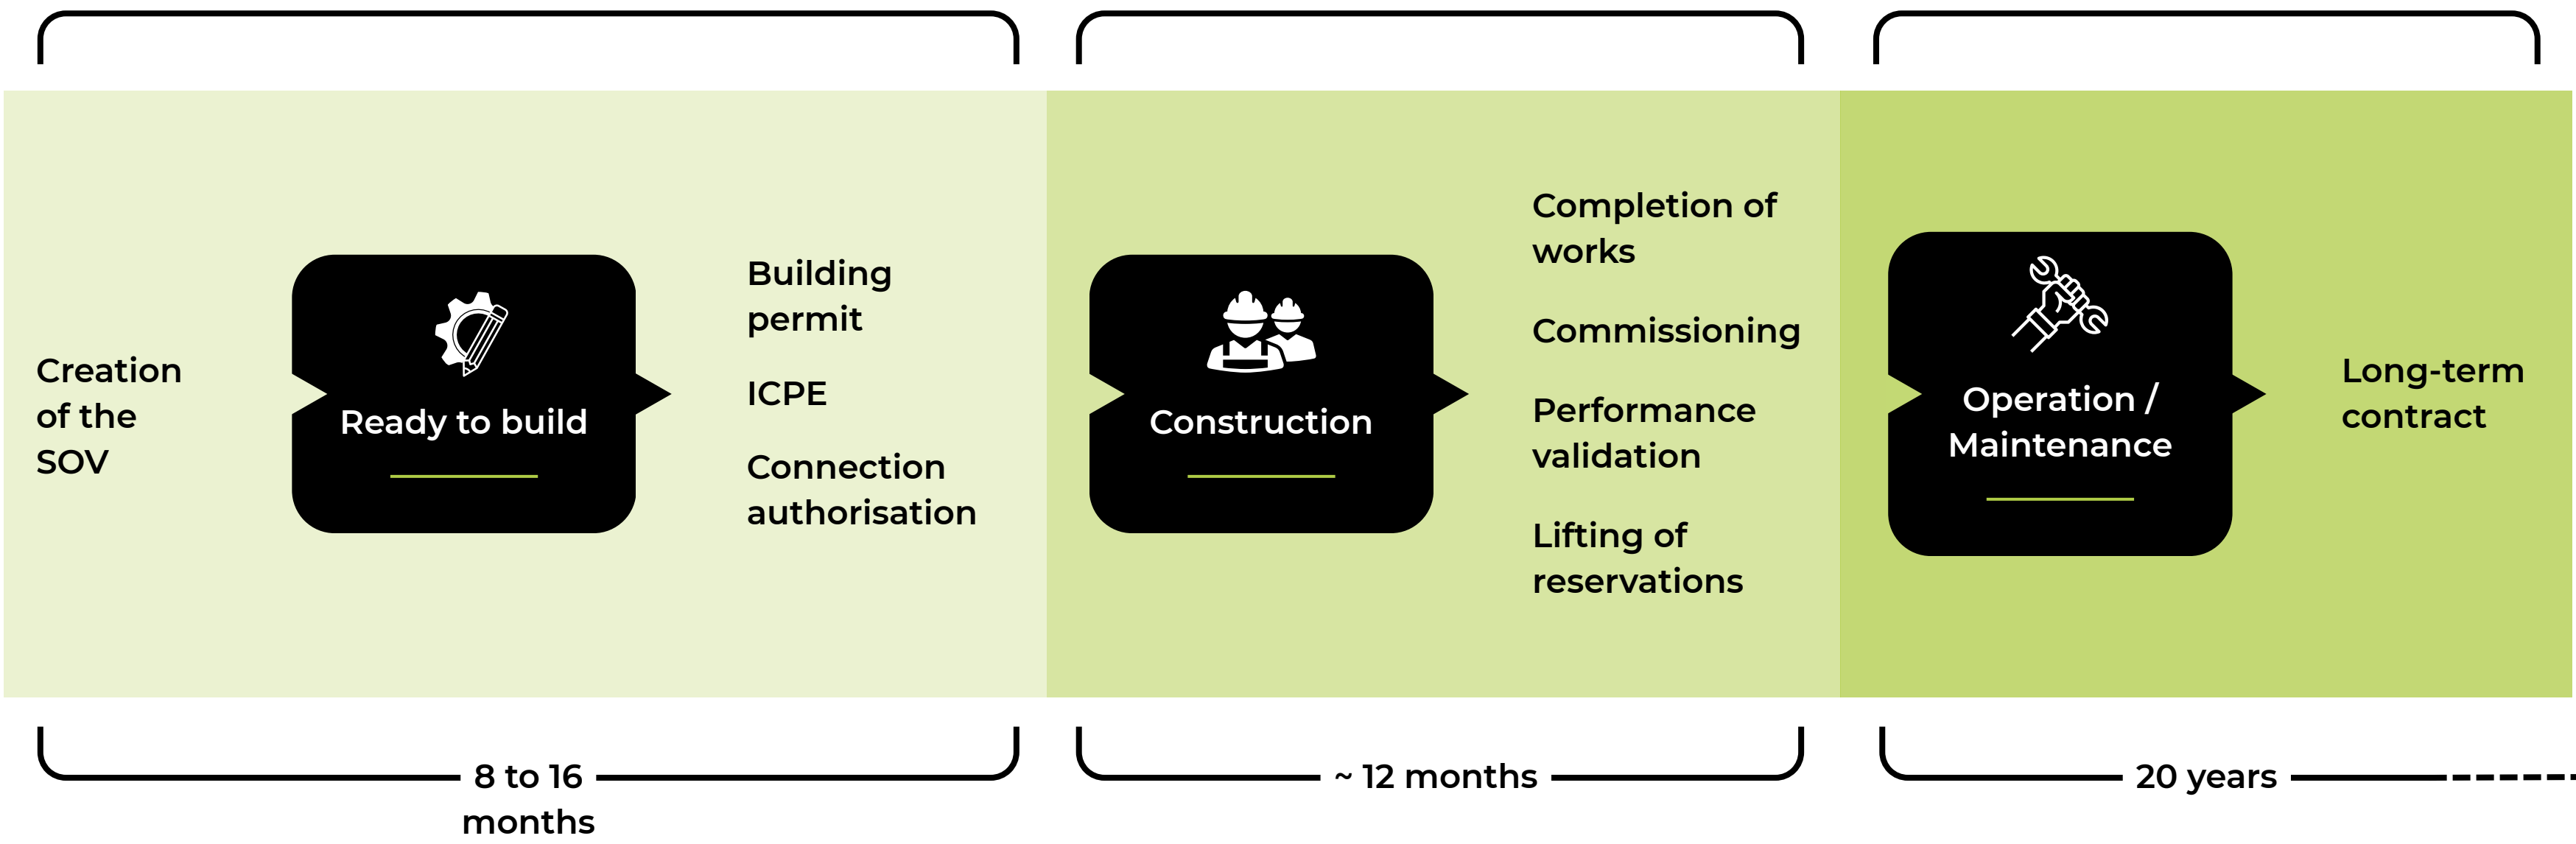 Creation
of the
SOV
Ready to build
Building
permit
ICPE
Connection
authorisation
Construction
Completion of
works
Commissioning
Performance
validation
Lifting of
reservations
Operation /
Maintenance
Long-term
contract
8 to 16
months
~ 12 months
20 years